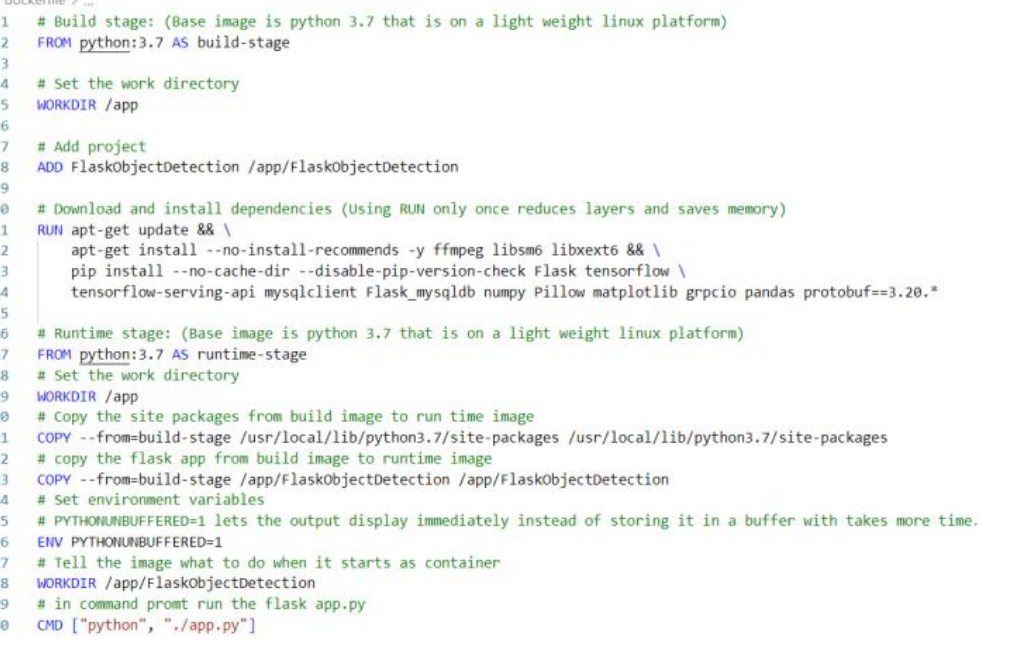 dockerfile > ...
1 # Build stage: (Base image is python 3.7 that is on a light weight linux platform)
2 FROM python:3.7 AS build-stage
3
4 # Set the work directory
5 WORKDIR /app
6
7 # Add project
8 ADD FlaskObjectDetection /app/FlaskObjectDetection
9
0 # Download and install dependencies (Using RUN only once reduces layers and saves memory)
1 RUN apt-get update && \
2 apt-get install --no-install-recommends -y ffmpeg libsm6 libxext6 && \
3 pip install --no-cache-dir --disable-pip-version-check Flask tensorflow \
4 tensorflow-serving-api mysqlclient Flask_mysqldb numpy Pillow matplotlib grpcio pandas protobuf==3.20.*
5
6 # Runtime stage: (Base image is python 3.7 that is on a light weight linux platform)
7 FROM python:3.7 AS runtime-stage
8 # Set the work directory
9 WORKDIR /app
0 # Copy the site packages from build image to run time image
1 COPY --from=build-stage /usr/local/lib/python3.7/site-packages /usr/local/lib/python3.7/site-packages
2 # copy the flask app from build image to runtime image
3 COPY --from=build-stage /app/FlaskObjectDetection /app/FlaskObjectDetection
4 # Set environment variables
5 # PYTHONUNBUFFERED=1 lets the output display immediately instead of storing it in a buffer with takes more time.
6 ENV PYTHONUNBUFFERED=1
7 # Tell the image what to do when it starts as container
8 WORKDIR /app/FlaskObjectDetection
9 # in command promt run the flask app.py
0 CMD ["python", "./app.py"]